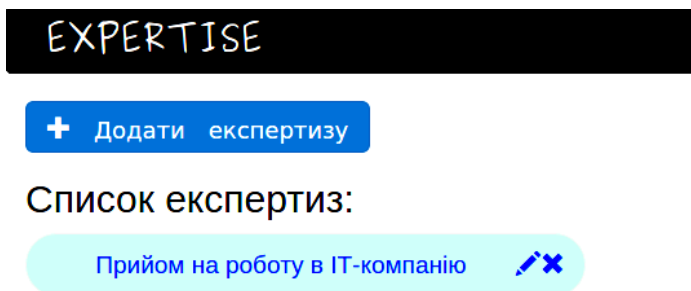 EXPERTISE
Додати експертизу
Список експертиз:
Прийом на роботу в ІТ-компанію